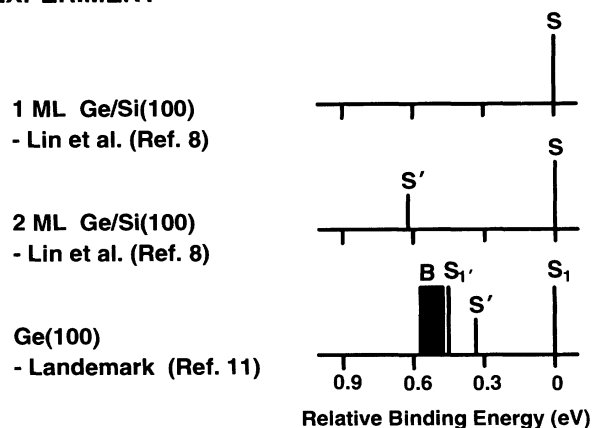 S
1 ML Ge/Si(100)
- Lin et al. (Ref. 8)
S
S′
2 ML Ge/Si(100)
- Lin et al. (Ref. 8)
B S₁′ S′ S₁
Ge(100)
- Landemark (Ref. 11)
0.9 0.6 0.3 0
Relative Binding Energy (eV)